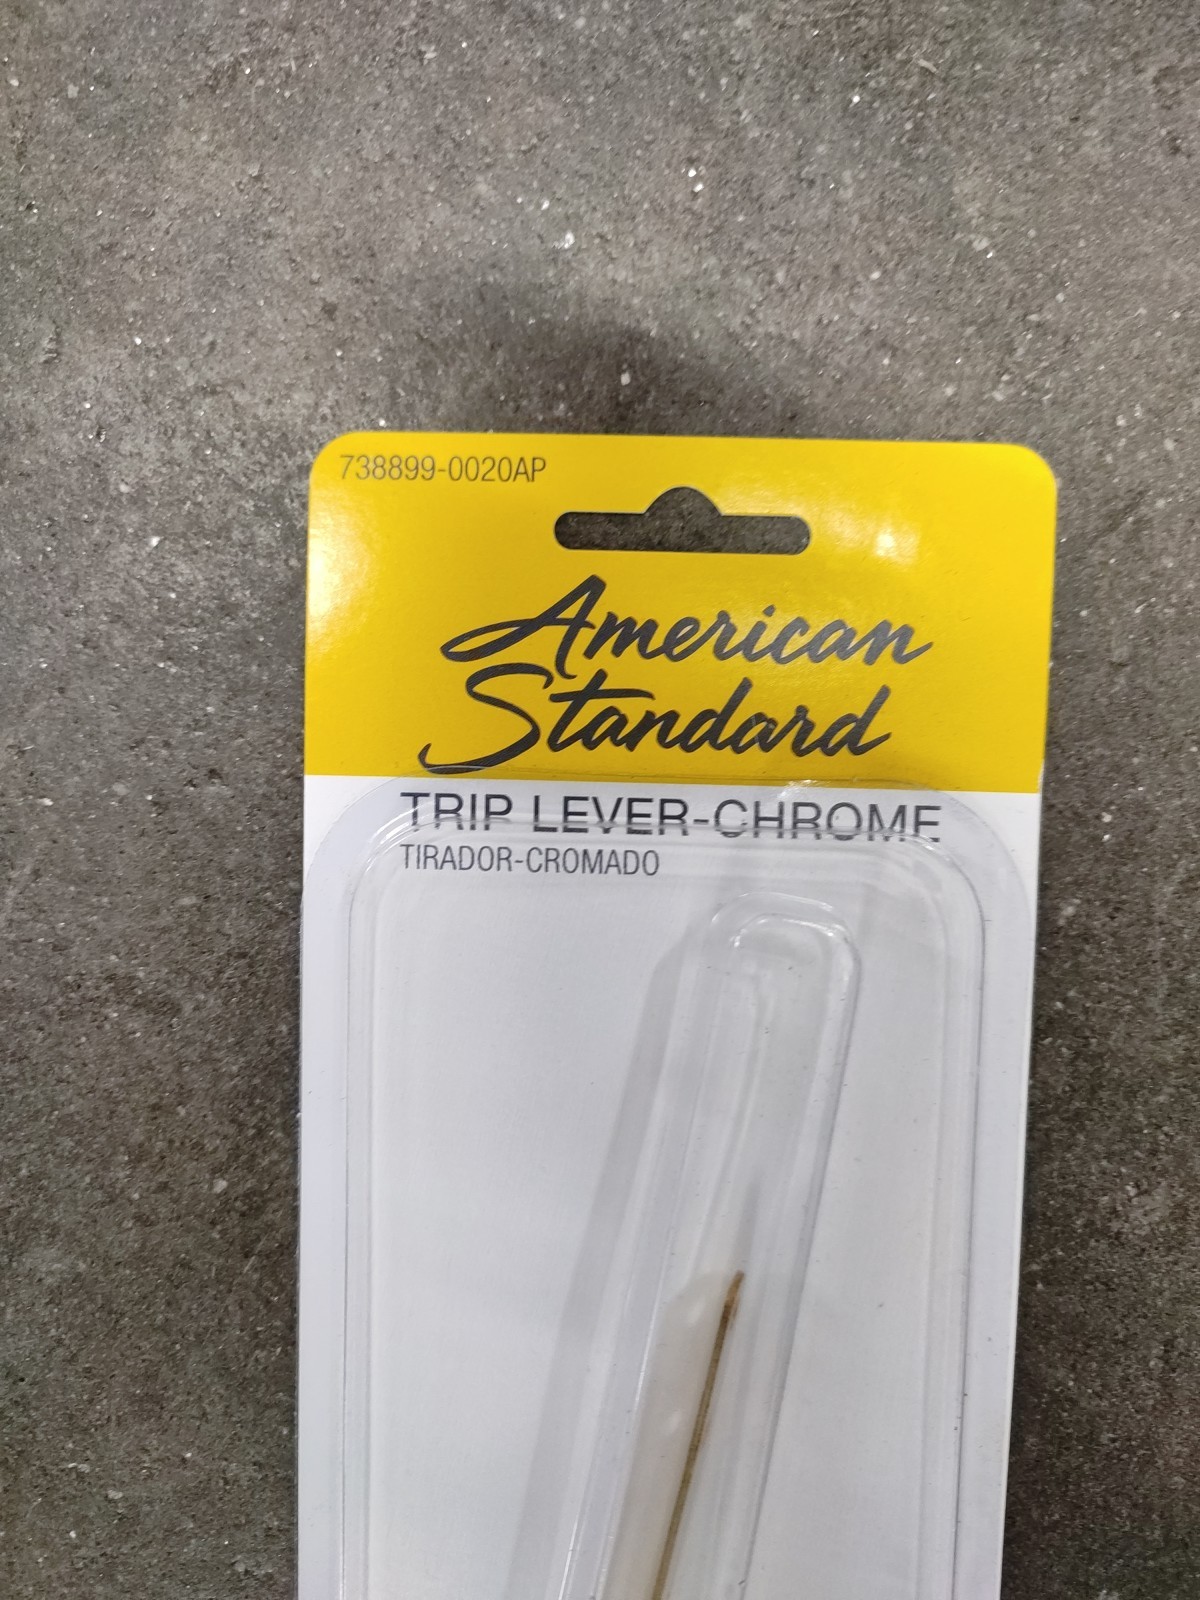 738899-0020AP
American
Standard
TRIP LEVER-CHROME
TIRADOR-CROMADO